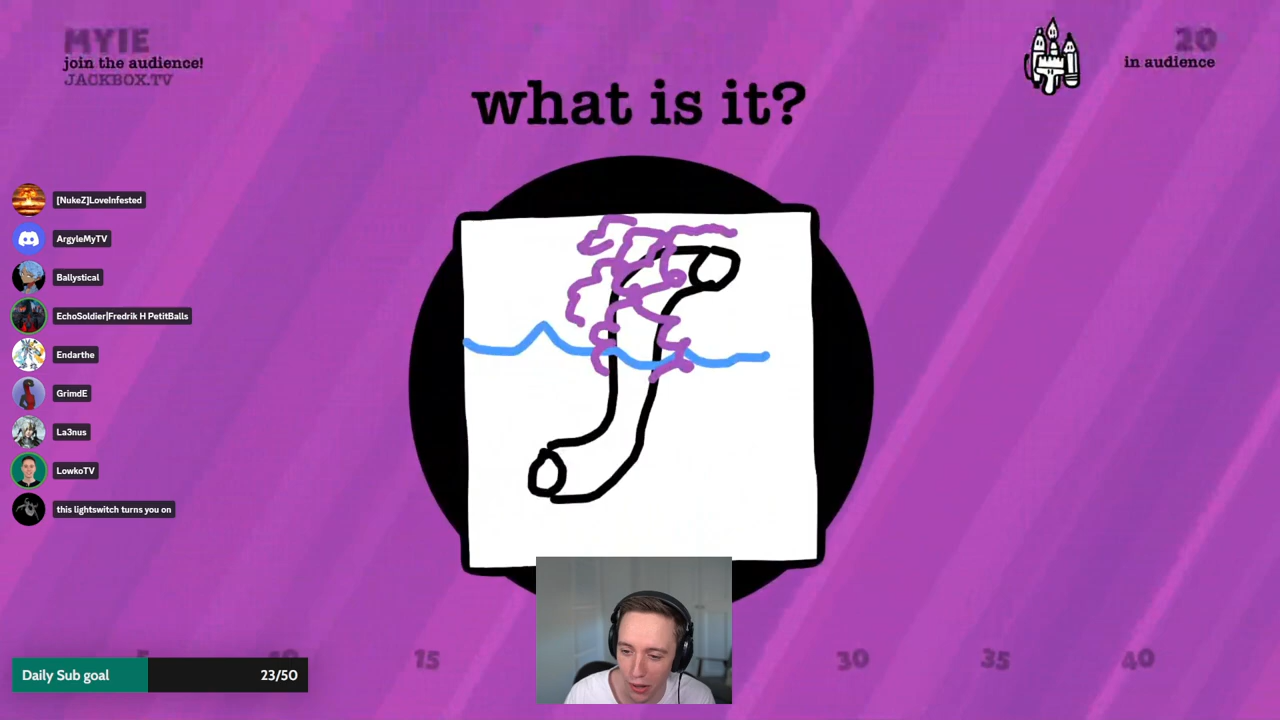 MYIE
join the audience!
JACKBOX.TV
20
in audience
what is it?
[NukeZ]LoveInfested
ArgyleMyTV
Ballystical
EchoSoldier|Fredrik H PetitBalls
Endarthe
GrimdE
La3nus
LowkoTV
this lightswitch turns you on
15
30
35
40
Daily Sub goal
23/50